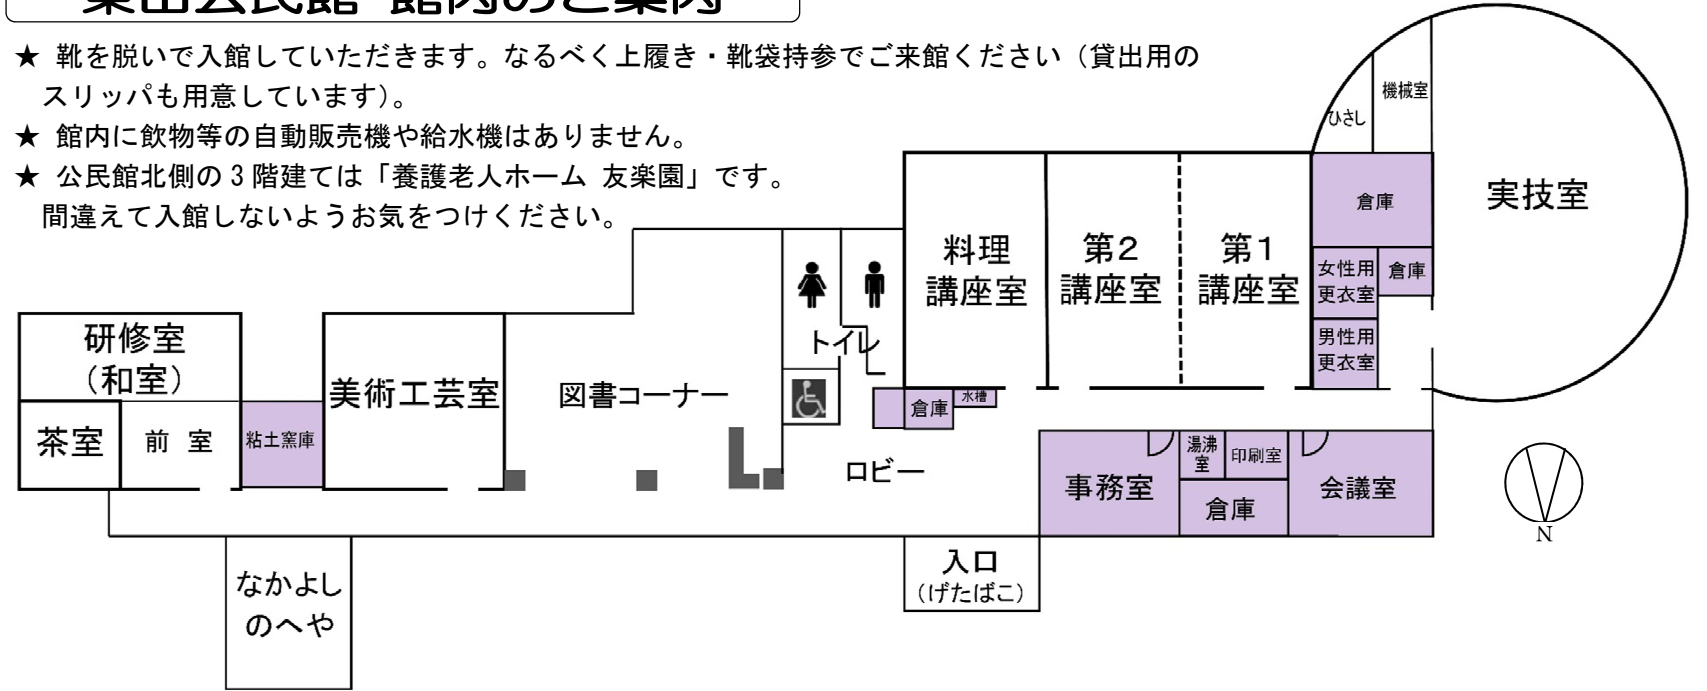 公民館 館内のご案内
★ 靴を脱いで入館していただきます。なるべく上履き・靴袋持参でご来館ください（貸出用の
スリッパも用意しています）。
★ 館内に飲物等の自動販売機や給水機はありません。
★ 公民館北側の3階建ては「養護老人ホーム 友楽園」です。
間違えて入館しないようお気をつけください。
ひさし
機械室
実技室
倉庫
料理
講座室
第2
講座室
第1
講座室
女性用
更衣室
倉庫
男性用
更衣室
トイレ
研修室
（和室）
美術工芸室
図書コーナー
倉庫
水槽
茶室
前 室
粘土窯庫
ロビー
事務室
湯沸
室
印刷室
倉庫
会議室
N
入口
（げたばこ）
なかよし
のへや